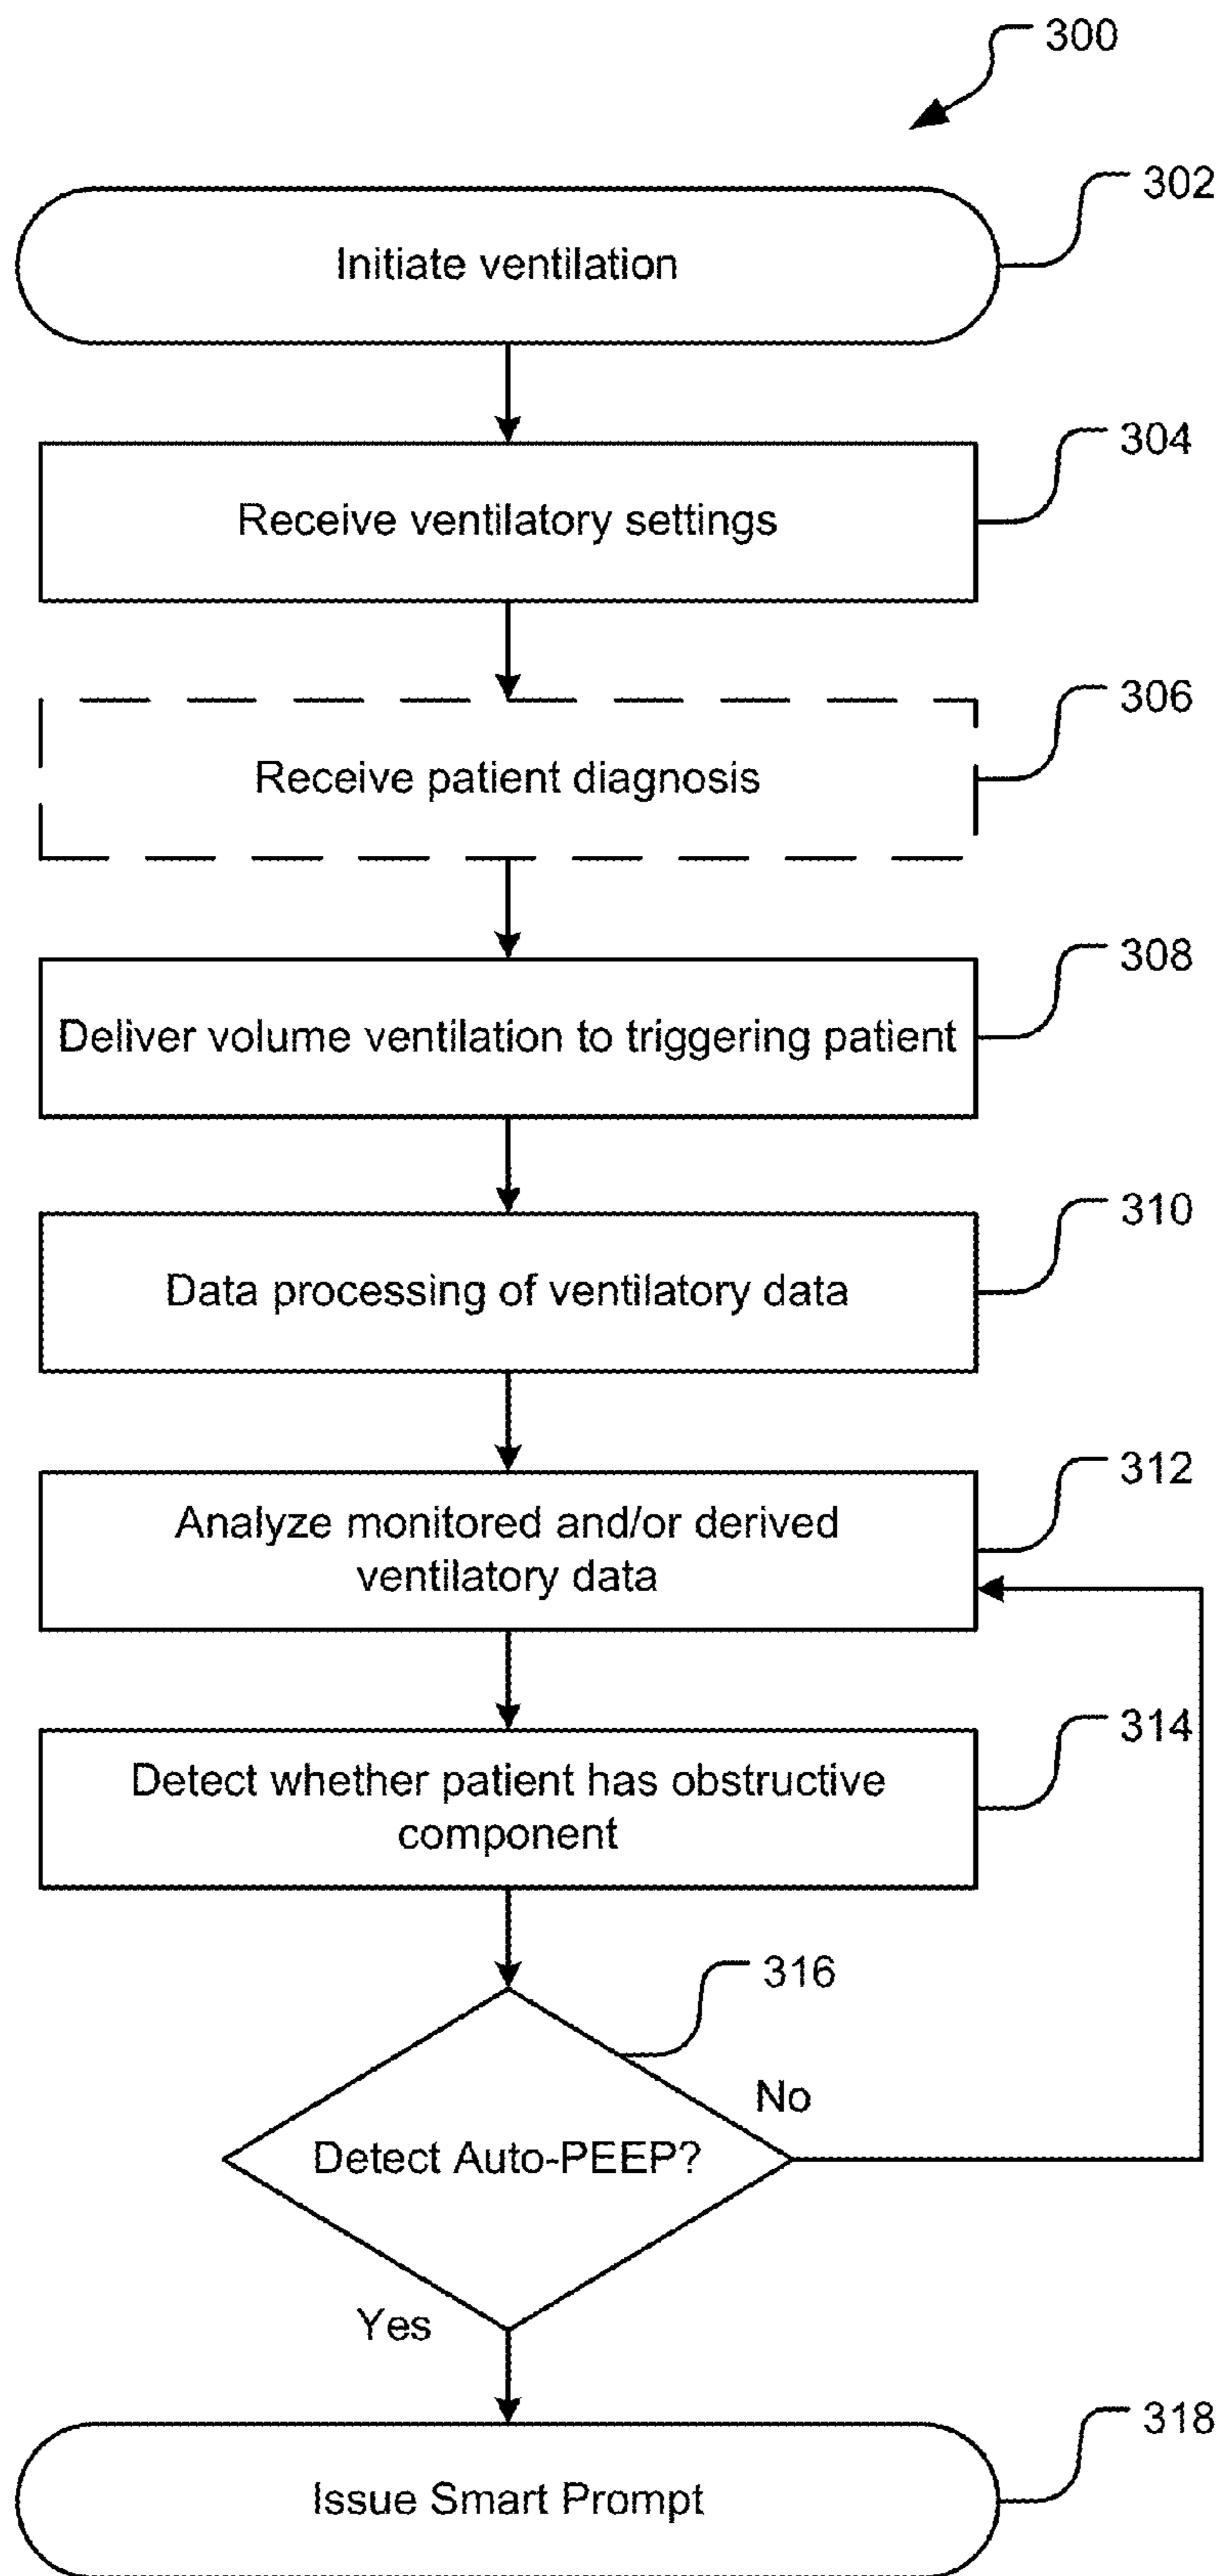 300
302
Initiate ventilation
304
Receive ventilatory settings
306
Receive patient diagnosis
308
Deliver volume ventilation to triggering patient
310
Data processing of ventilatory data
312
Analyze monitored and/or derived
ventilatory data
314
Detect whether patient has obstructive
component
316
No
Detect Auto-PEEP?
Yes
318
Issue Smart Prompt